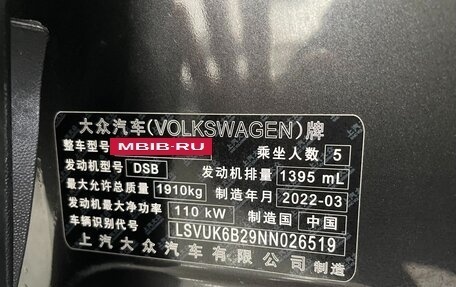 大众汽车(VOLKSWAGEN)牌
整车型号 MBIB-RU 乘坐人数 5
发动机型号 DSB 发动机排量 1395 mL
最大允许总质量 1910kg 制造年月 2022-03
发动机最大净功率 110 kW 制造国 中国
车辆识别代号 LSVUK6B29NN026519
上汽大众汽车有限公司制造